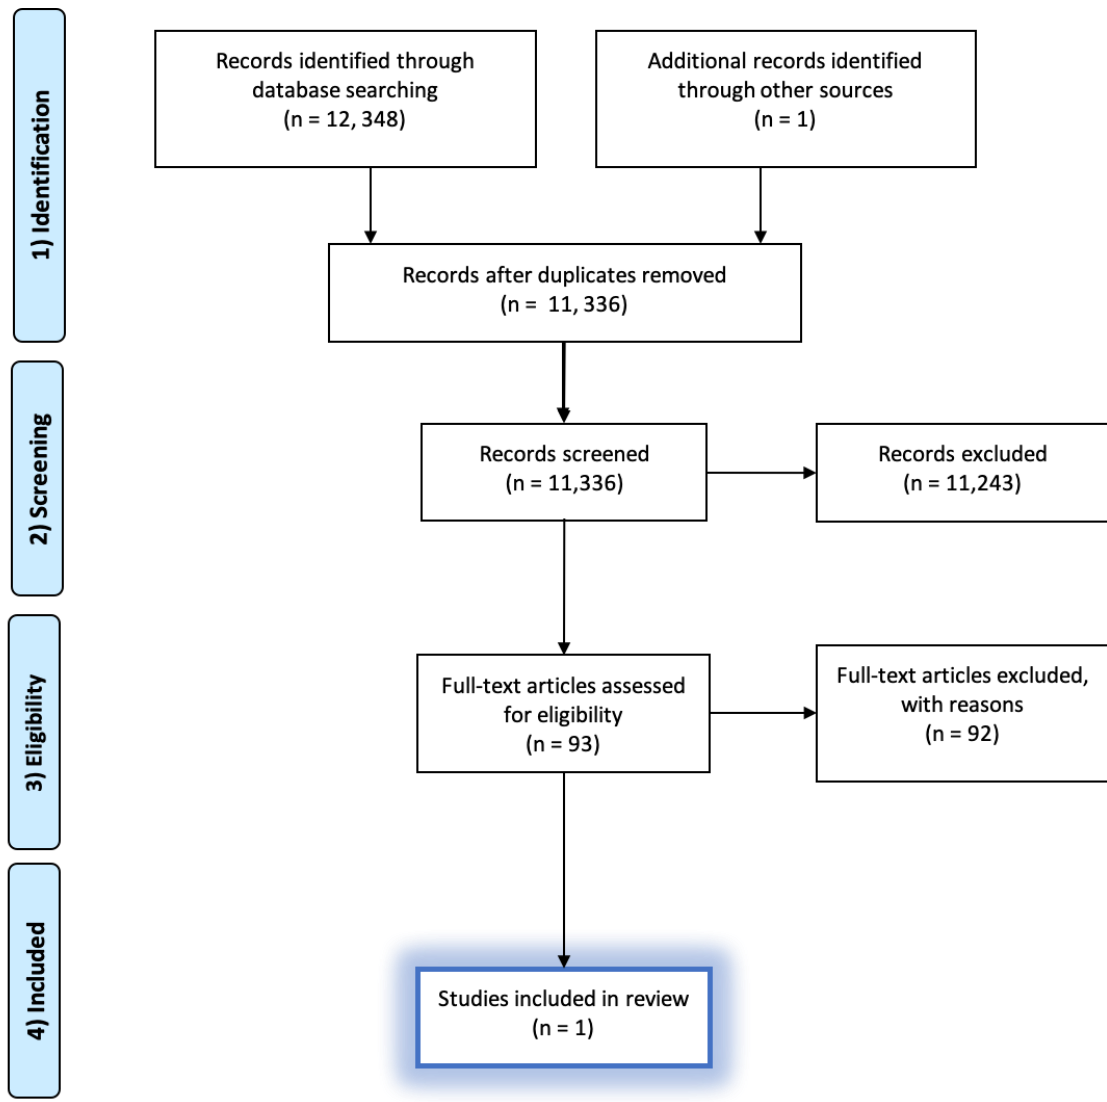 1) Identification
Records identified through
database searching
(n = 12, 348)
Additional records identified
through other sources
(n = 1)
Records after duplicates removed
(n =  11, 336)
2) Screening
Records screened
(n = 11,336)
Records excluded
(n = 11,243)
3) Eligibility
Full-text articles assessed
for eligibility
(n = 93)
Full-text articles excluded,
with reasons
(n = 92)
4) Included
Studies included in review
(n = 1)